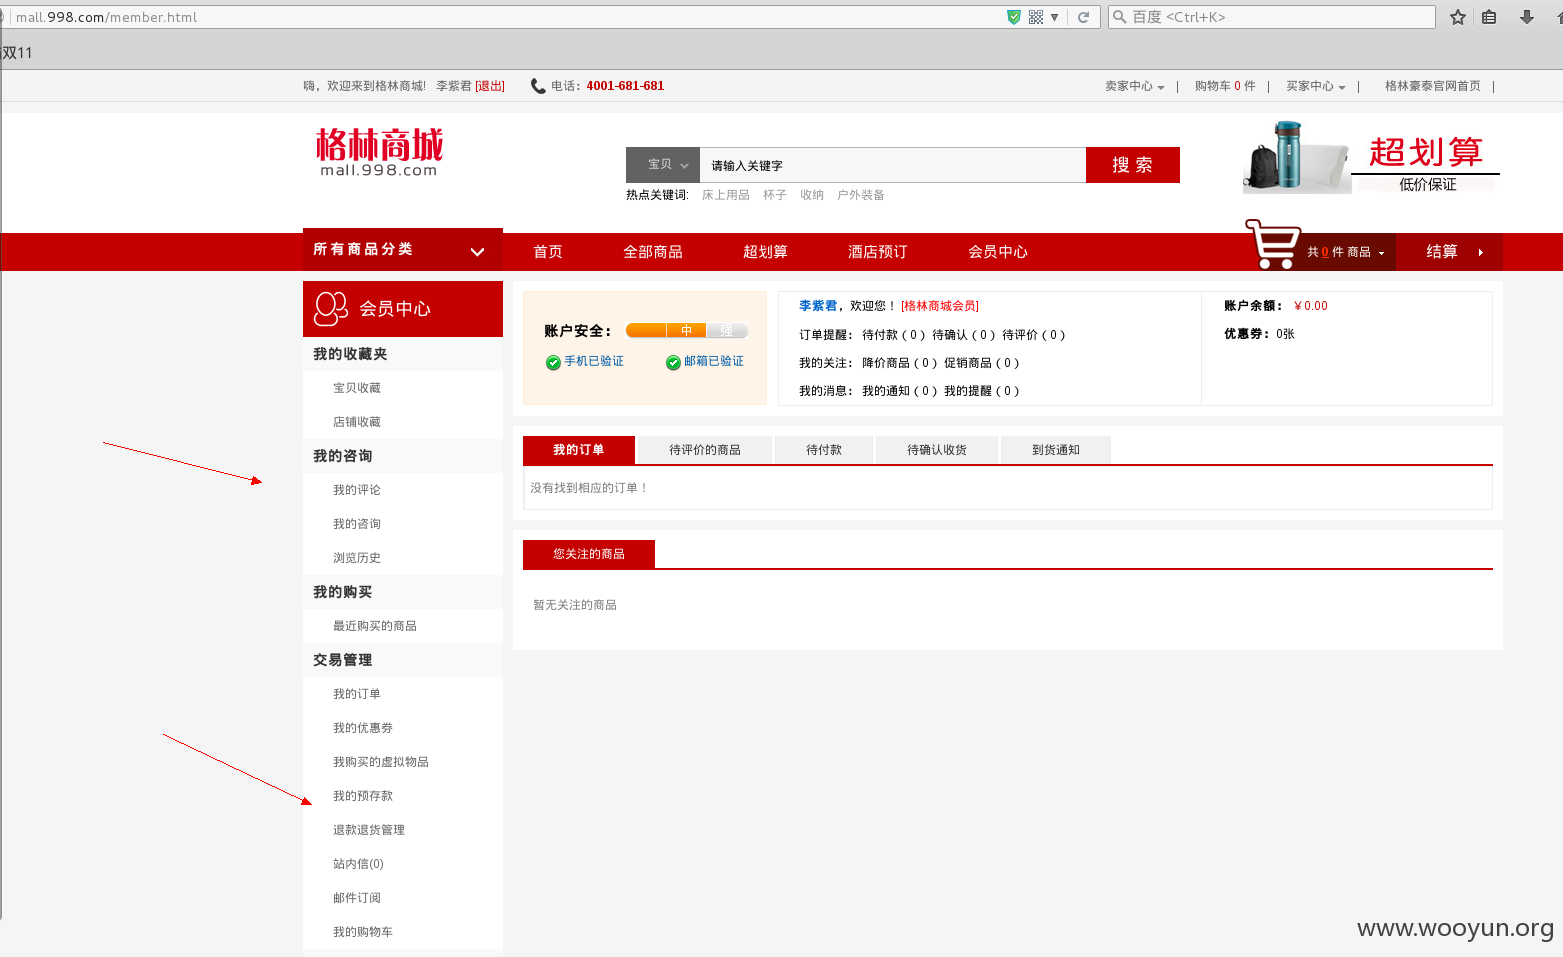 mall.998.com/member.html
百度 <Ctrl+K>
双11
嗨，欢迎来到格林商城! 李紫君 [退出] 电话：4001-681-681
卖家中心 | 购物车 0 件 | 买家中心 | 格林豪泰官网首页 |
格林商城
mall.998.com
宝贝 请输入关键字 搜 索
热点关键词: 床上用品 杯子 收纳 户外装备
超划算
低价保证
所有商品分类 首页 全部商品 超划算 酒店预订 会员中心 共 0 件 商品 结算
会员中心
我的收藏夹
宝贝收藏
店铺收藏
我的咨询
我的评论
我的咨询
浏览历史
我的购买
最近购买的商品
交易管理
我的订单
我的优惠券
我购买的虚拟物品
我的预存款
退款退货管理
站内信(0)
邮件订阅
我的购物车
账户安全： 中 强
手机已验证 邮箱已验证
李紫君，欢迎您！[格林商城会员]
订单提醒： 待付款（0） 待确认（0） 待评价（0）
我的关注： 降价商品（0） 促销商品（0）
我的消息： 我的通知（0） 我的提醒（0）
账户余额： ￥0.00
优惠券：0张
我的订单 待评价的商品 待付款 待确认收货 到货通知
没有找到相应的订单！
您关注的商品
暂无关注的商品
www.wooyun.org